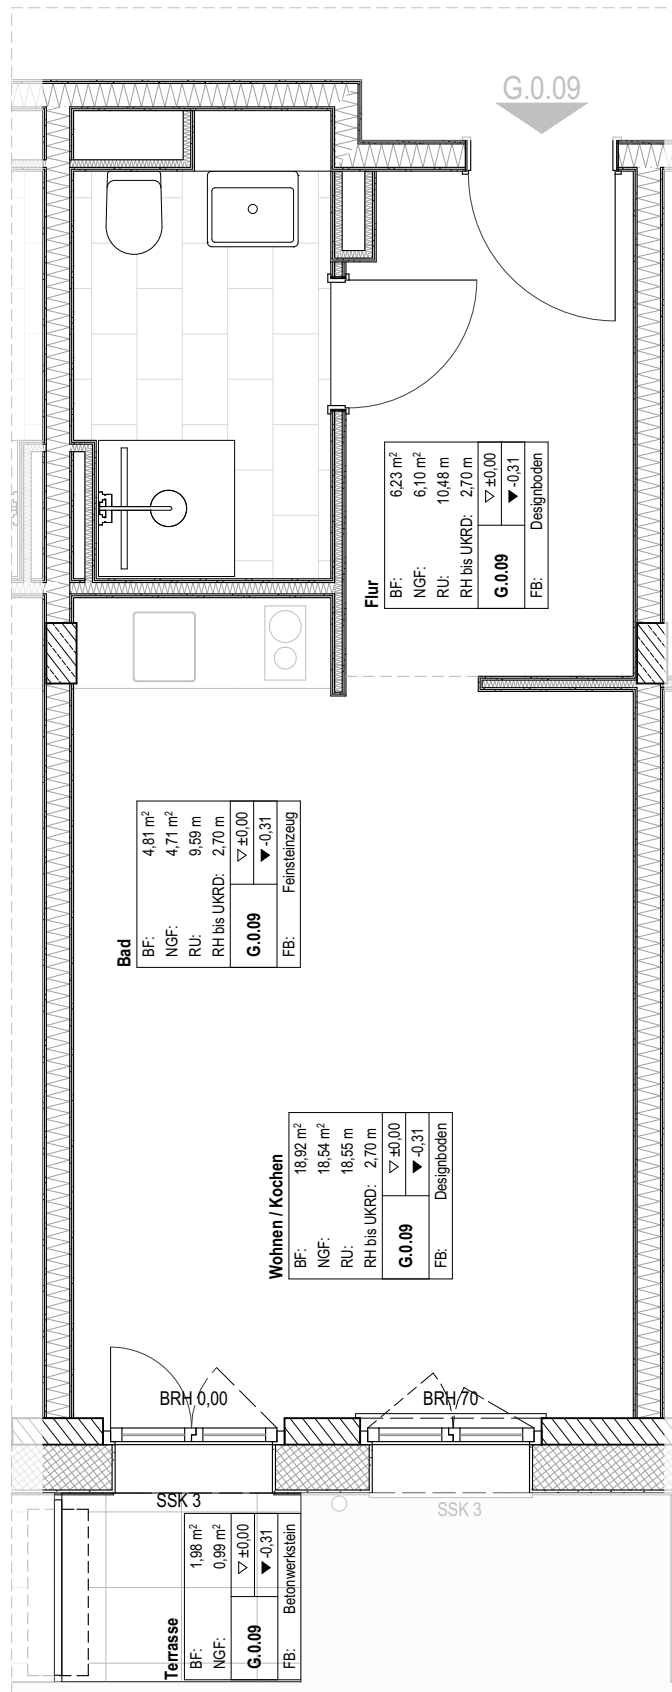 G.0.09
Flur
BF: 6,23 m²
NGF: 6,10 m²
RU: 10,48 m
RH bis UKRD: 2,70 m
G.0.09 ▽ ±0,00
▼ -0,31
FB: Designboden
Bad
BF: 4,81 m²
NGF: 4,71 m²
RU: 9,59 m
RH bis UKRD: 2,70 m
G.0.09 ▽ ±0,00
▼ -0,31
FB: Feinsteinzeug
Wohnen / Kochen
BF: 18,92 m²
NGF: 18,54 m²
RU: 18,55 m
RH bis UKRD: 2,70 m
G.0.09 ▽ ±0,00
▼ -0,31
FB: Designboden
BRH 0,00
BRH 70
SSK 3
SSK 3
Terrasse
BF: 1,98 m²
NGF: 0,99 m²
G.0.09 ▽ ±0,00
▼ -0,31
FB: Betonwerkstein